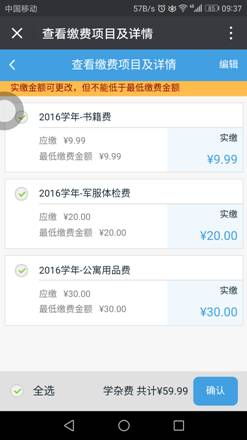 中国移动 57B/s 4G 81% 09:37
查看缴费项目及详情
查看缴费项目及详情 编辑
实缴金额可更改，但不能低于最低缴费金额
2016学年-书籍费
应缴 ¥9.99
最低缴费金额 ¥9.99
实缴
¥9.99
2016学年-军服体检费
应缴 ¥20.00
最低缴费金额 ¥20.00
实缴
¥20.00
2016学年-公寓用品费
应缴 ¥30.00
最低缴费金额 ¥30.00
实缴
¥30.00
全选 学杂费 共计¥59.99 确认